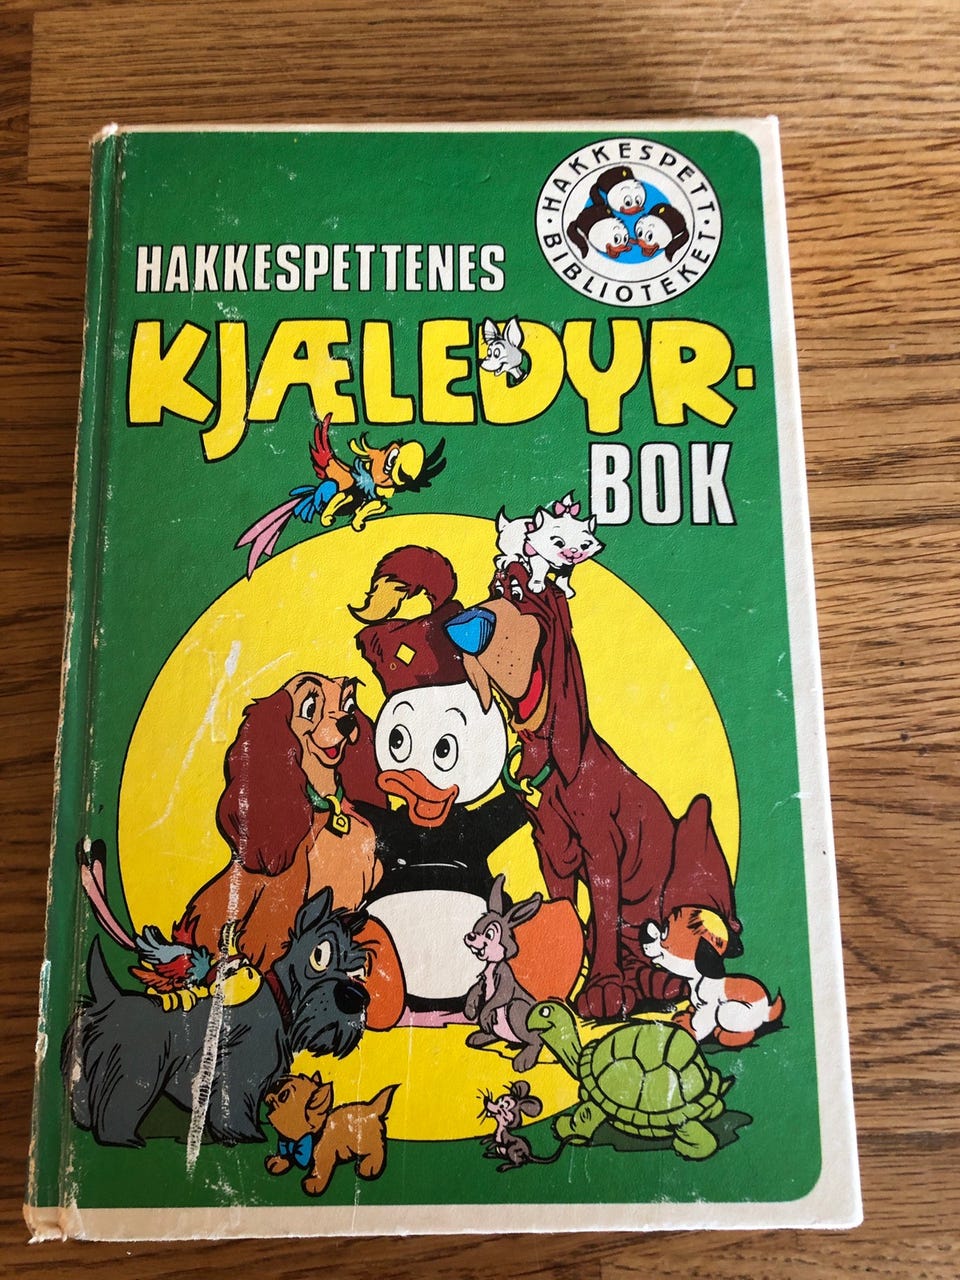 HAKKESPETT
BIBLIOTEKET
HAKKESPETTENES
KJÆLEDYR-
BOK